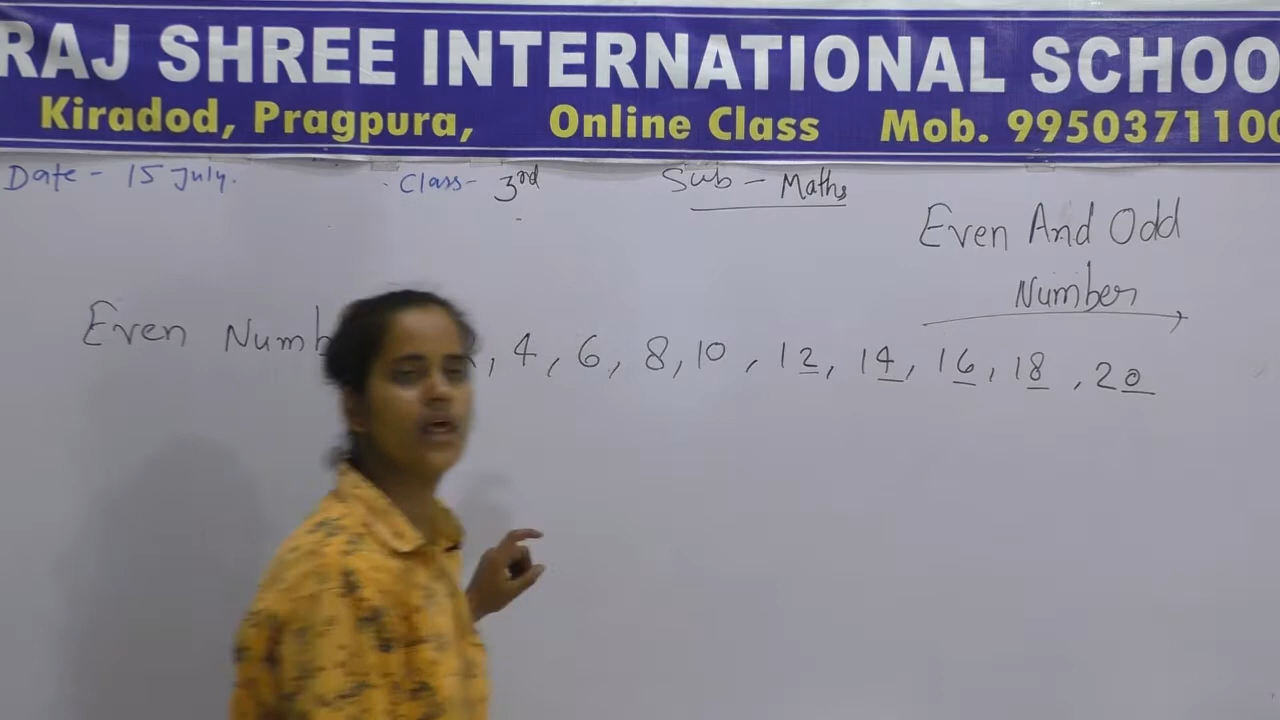 RAJ SHREE INTERNATIONAL SCHOO
Kiradod, Pragpura, Online Class Mob. 9950371100
Date - 15 July. Class- 3rd Sub - Maths
Even And Odd
Number
Even Numb , 4, 6, 8, 10, 12, 14, 16, 18, 20